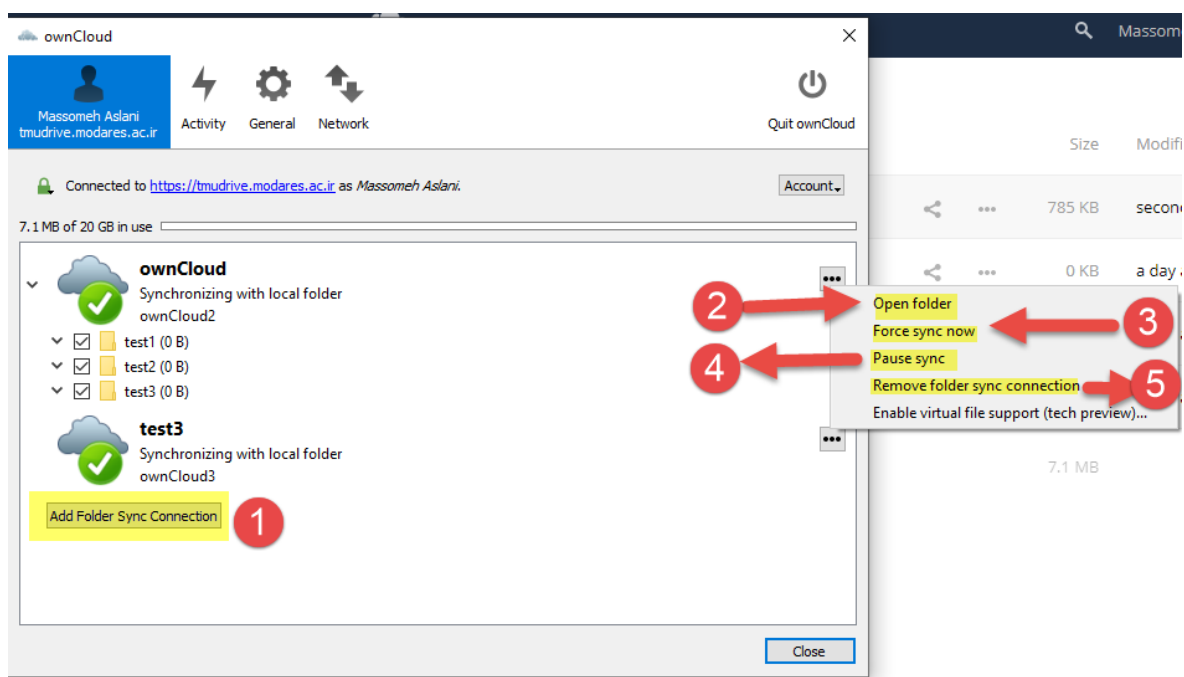 ownCloud
Massomeh Aslani
tmudrive.modares.ac.ir
Activity
General
Network
Quit ownCloud
Connected to https://tmudrive.modares.ac.ir as Massomeh Aslani.
Account
7.1 MB of 20 GB in use
ownCloud
Synchronizing with local folder
ownCloud2
test1 (0 B)
test2 (0 B)
test3 (0 B)
test3
Synchronizing with local folder
ownCloud3
Add Folder Sync Connection
1
2
Open folder
Force sync now
3
4
Pause sync
Remove folder sync connection
5
Enable virtual file support (tech preview)...
Close
Massom
Size Modifi
785 KB secon
0 KB a day
7.1 MB